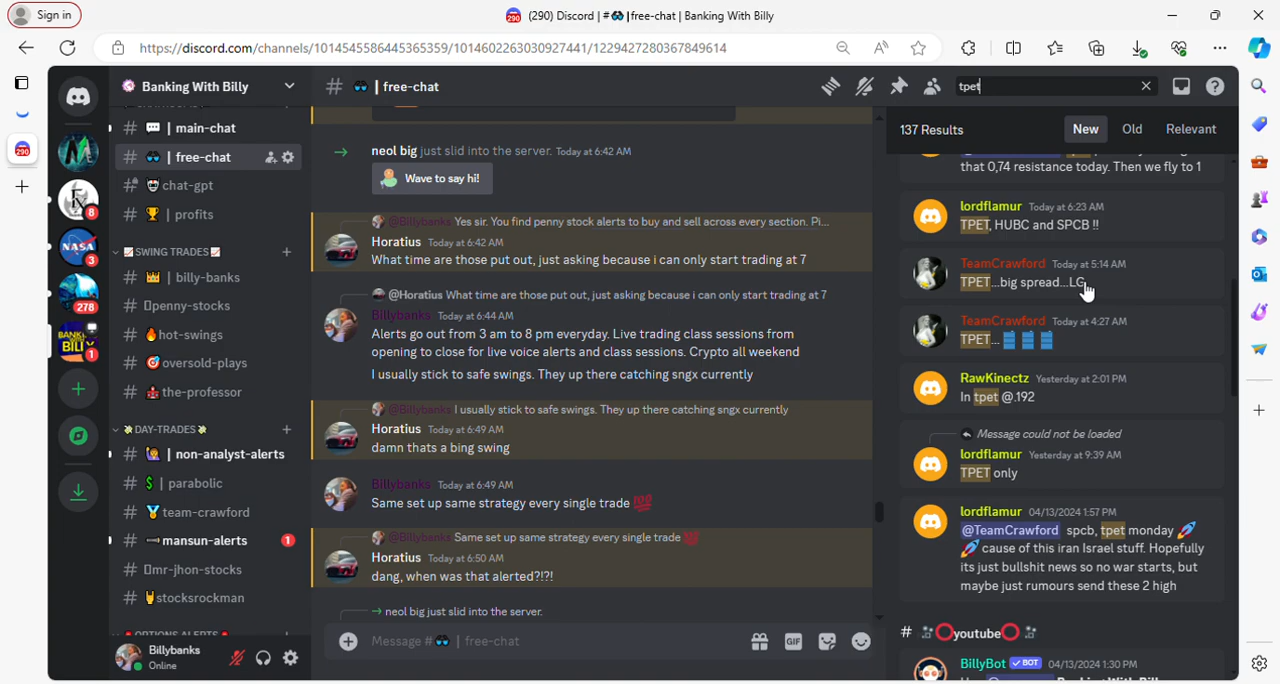 Sign in
(290) Discord | # | free-chat | Banking With Billy
https://discord.com/channels/1014545586445365359/1014602263030927441/1229427280367849614
Banking With Billy
# | main-chat
# | free-chat
# chat-gpt
# | profits
SWING TRADES
# | billy-banks
# penny-stocks
# hot-swings
# oversold-plays
# the-professor
DAY-TRADES
# | non-analyst-alerts
# | parabolic
# team-crawford
# mansun-alerts 1
# mr-jhon-stocks
# stocksrockman
OPTIONS ALERTS
Billybanks
Online
8
NASA
3
278
BANKI
BILL
1
# | free-chat
neol big just slid into the server. Today at 6:42 AM
Wave to say hi!
@Billybanks Yes sir. You find penny stock alerts to buy and sell across every section. Pi...
Horatius Today at 6:42 AM
What time are those put out, just asking because i can only start trading at 7
@Horatius What time are those put out, just asking because i can only start trading at 7
Billybanks Today at 6:44 AM
Alerts go out from 3 am to 8 pm everyday. Live trading class sessions from
opening to close for live voice alerts and class sessions. Crypto all weekend
I usually stick to safe swings. They up there catching sngx currently
@Billybanks I usually stick to safe swings. They up there catching sngx currently
Horatius Today at 6:49 AM
damn thats a bing swing
Billybanks Today at 6:49 AM
Same set up same strategy every single trade 💯
@Billybanks Same set up same strategy every single trade 💯
Horatius Today at 6:50 AM
dang, when was that alerted?!?!
neol big just slid into the server.
Message # | free-chat
GIF
tpet
137 Results
New Old Relevant
that 0,74 resistance today. Then we fly to 1
lordflamur Today at 6:23 AM
TPET, HUBC and SPCB !!
TeamCrawford Today at 5:14 AM
TPET...big spread...LG
TeamCrawford Today at 4:27 AM
TPET...
RawKinectz Yesterday at 2:01 PM
In tpet @.192
Message could not be loaded
lordflamur Yesterday at 9:39 AM
TPET only
lordflamur 04/13/2024 1:57 PM
@TeamCrawford spcb, tpet monday 🚀
🚀 cause of this iran Israel stuff. Hopefully
its just bullshit news so no war starts, but
maybe just rumours send these 2 high
# youtube
BillyBot BOT 04/13/2024 1:30 PM